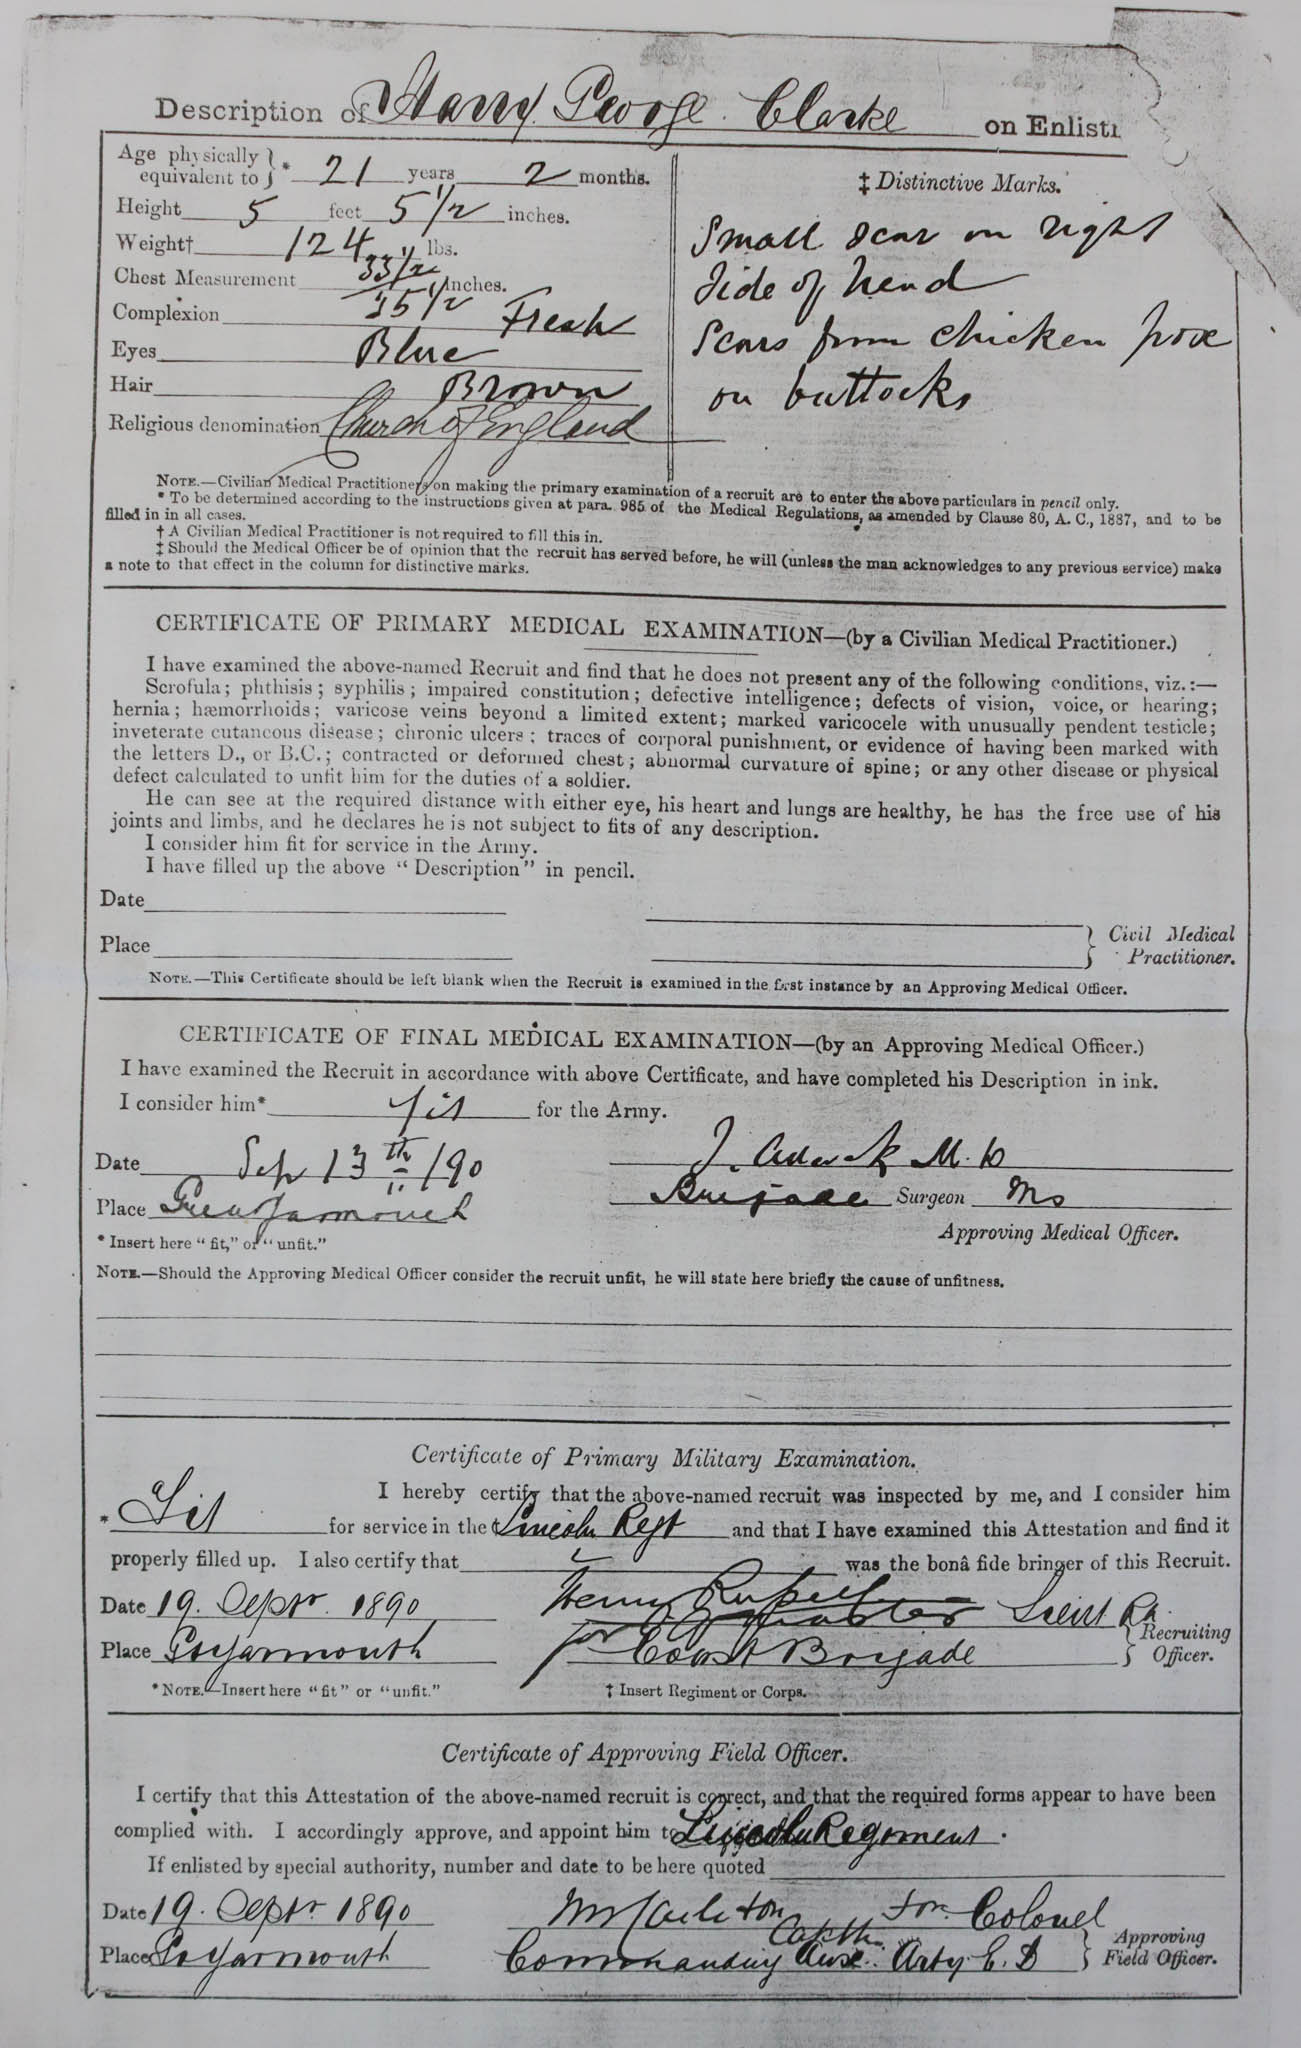 Description of Harry George Clarke on Enlistr
Age physically equivalent to }* 21 years 2 months.
Height 5 feet 5 1/2 inches.
Weight† 124 lbs.
Chest Measurement 33 1/2 35 1/2 Inches.
Complexion Fresh
Eyes Blue
Hair Brown
Religious denomination Church of England
‡ Distinctive Marks.
Small scar on right
side of head
Scars from chicken pox
on buttocks
NOTE.—Civilian Medical Practitioners on making the primary examination of a recruit are to enter the above particulars in pencil only.
* To be determined according to the instructions given at para. 985 of the Medical Regulations, as amended by Clause 80, A. C., 1887, and to be
filled in in all cases.
† A Civilian Medical Practitioner is not required to fill this in.
‡ Should the Medical Officer be of opinion that the recruit has served before, he will (unless the man acknowledges to any previous service) make
a note to that effect in the column for distinctive marks.
CERTIFICATE OF PRIMARY MEDICAL EXAMINATION—(by a Civilian Medical Practitioner.)
I have examined the above-named Recruit and find that he does not present any of the following conditions, viz.:—
Scrofula; phthisis; syphilis; impaired constitution; defective intelligence; defects of vision, voice, or hearing;
hernia; hæmorrhoids; varicose veins beyond a limited extent; marked varicocele with unusually pendent testicle;
inveterate cutaneous disease; chronic ulcers; traces of corporal punishment, or evidence of having been marked with
the letters D., or B.C.; contracted or deformed chest; abnormal curvature of spine; or any other disease or physical
defect calculated to unfit him for the duties of a soldier.
He can see at the required distance with either eye, his heart and lungs are healthy, he has the free use of his
joints and limbs, and he declares he is not subject to fits of any description.
I consider him fit for service in the Army.
I have filled up the above "Description" in pencil.
Date
Place
Civil Medical
Practitioner.
NOTE.—This Certificate should be left blank when the Recruit is examined in the first instance by an Approving Medical Officer.
CERTIFICATE OF FINAL MEDICAL EXAMINATION—(by an Approving Medical Officer.)
I have examined the Recruit in accordance with above Certificate, and have completed his Description in ink.
I consider him* fit for the Army.
Date Sep 13th /90
J. M.D
Place Great Yarmouth
Brigade Surgeon MS
Approving Medical Officer.
* Insert here "fit," or "unfit."
NOTE.—Should the Approving Medical Officer consider the recruit unfit, he will state here briefly the cause of unfitness.
Certificate of Primary Military Examination.
I hereby certify that the above-named recruit was inspected by me, and I consider him
* Fit for service in the † Lincoln Regt and that I have examined this Attestation and find it
properly filled up. I also certify that was the bonâ fide bringer of this Recruit.
Date 19. Septr. 1890
Henry Lieut RA
Place Gt Yarmouth
for Coast Brigade
Recruiting
Officer.
* NOTE.—Insert here "fit" or "unfit."
† Insert Regiment or Corps.
Certificate of Approving Field Officer.
I certify that this Attestation of the above-named recruit is correct, and that the required forms appear to have been
complied with. I accordingly approve, and appoint him to Lincoln Regiment.
If enlisted by special authority, number and date to be here quoted
Date 19. Septr. 1890
Carleton Captn for Colonel
Place Gt Yarmouth
Commanding Auxl. Arty E. D
Approving
Field Officer.